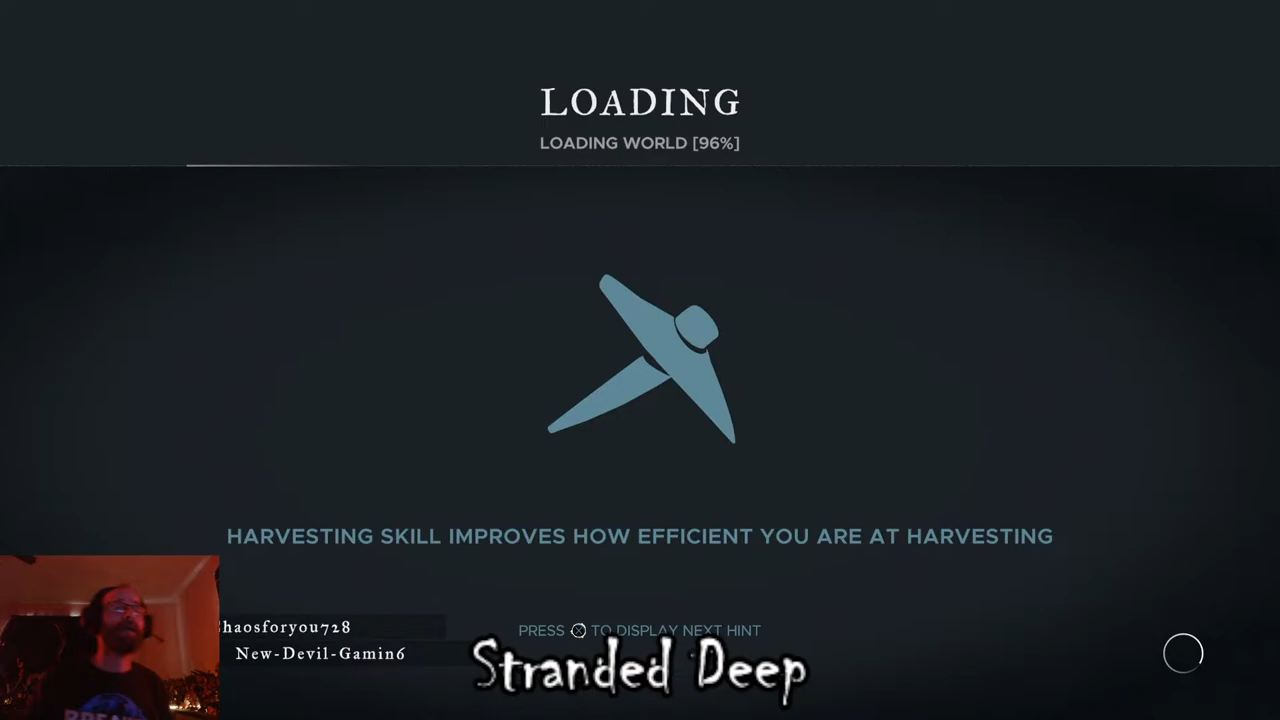 LOADING
LOADING WORLD [96%]
HARVESTING SKILL IMPROVES HOW EFFICIENT YOU ARE AT HARVESTING
haosforyou728
PRESS TO DISPLAY NEXT HINT
New-Devil-Gamin6
Stranded Deep